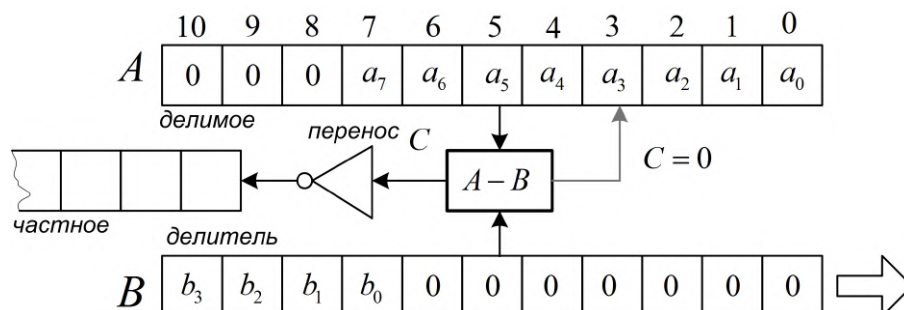 10 9 8 7 6 5 4 3 2 1 0
A 0 0 0 a₇ a₆ a₅ a₄ a₃ a₂ a₁ a₀
делимое
перенос C
A − B
C = 0
частное
делитель
B b₃ b₂ b₁ b₀ 0 0 0 0 0 0 0